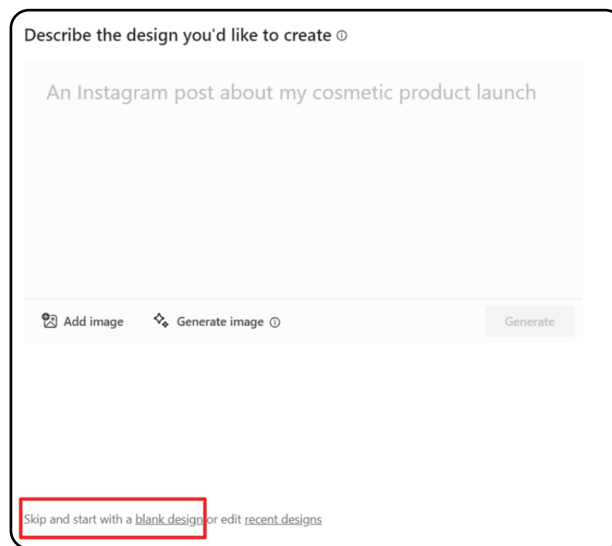 Describe the design you'd like to create
An Instagram post about my cosmetic product launch
Add image Generate image Generate
Skip and start with a blank design or edit recent designs